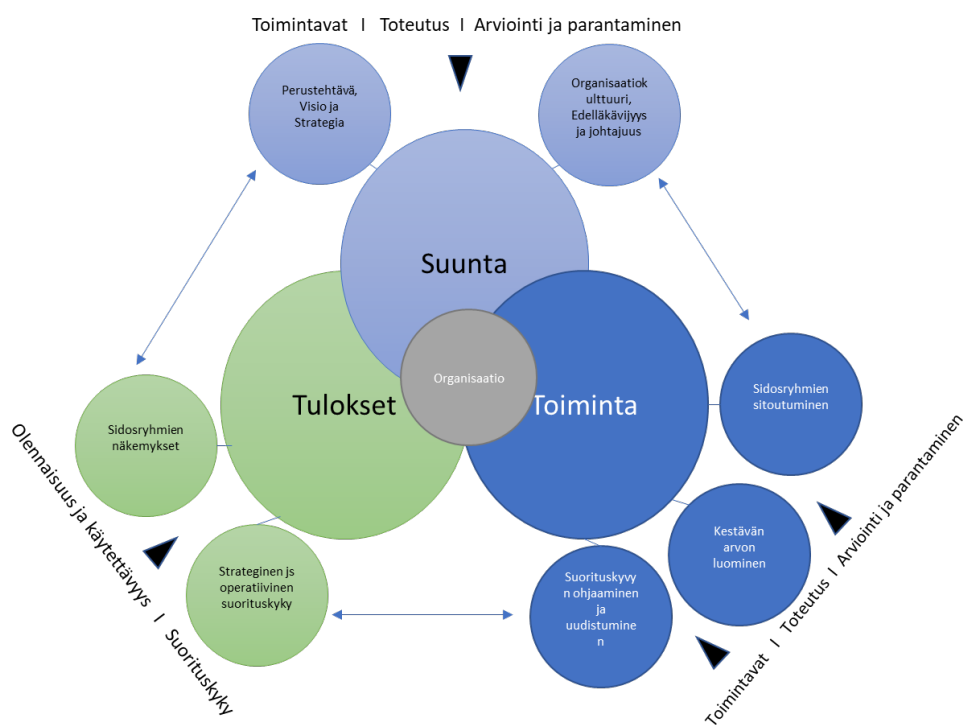 Toimintavat I Toteutus I Arviointi ja parantaminen
Perustehtävä,
Visio ja
Strategia
Organisaatiok
ulttuuri,
Edelläkävijyys
ja johtajuus
Suunta
Organisaatio
Tulokset
Toiminta
Sidosryhmien
sitoutuminen
Sidosryhmien
näkemykset
Kestävän
arvon
luominen
Strateginen js
operatiivinen
suorituskyky
Suorituskyvy
n ohjaaminen
ja
uudistumine
n
Olennaisuus ja käytettävyys I Suorituskyky
Toimintavat I Toteutus I Arviointi ja parantaminen